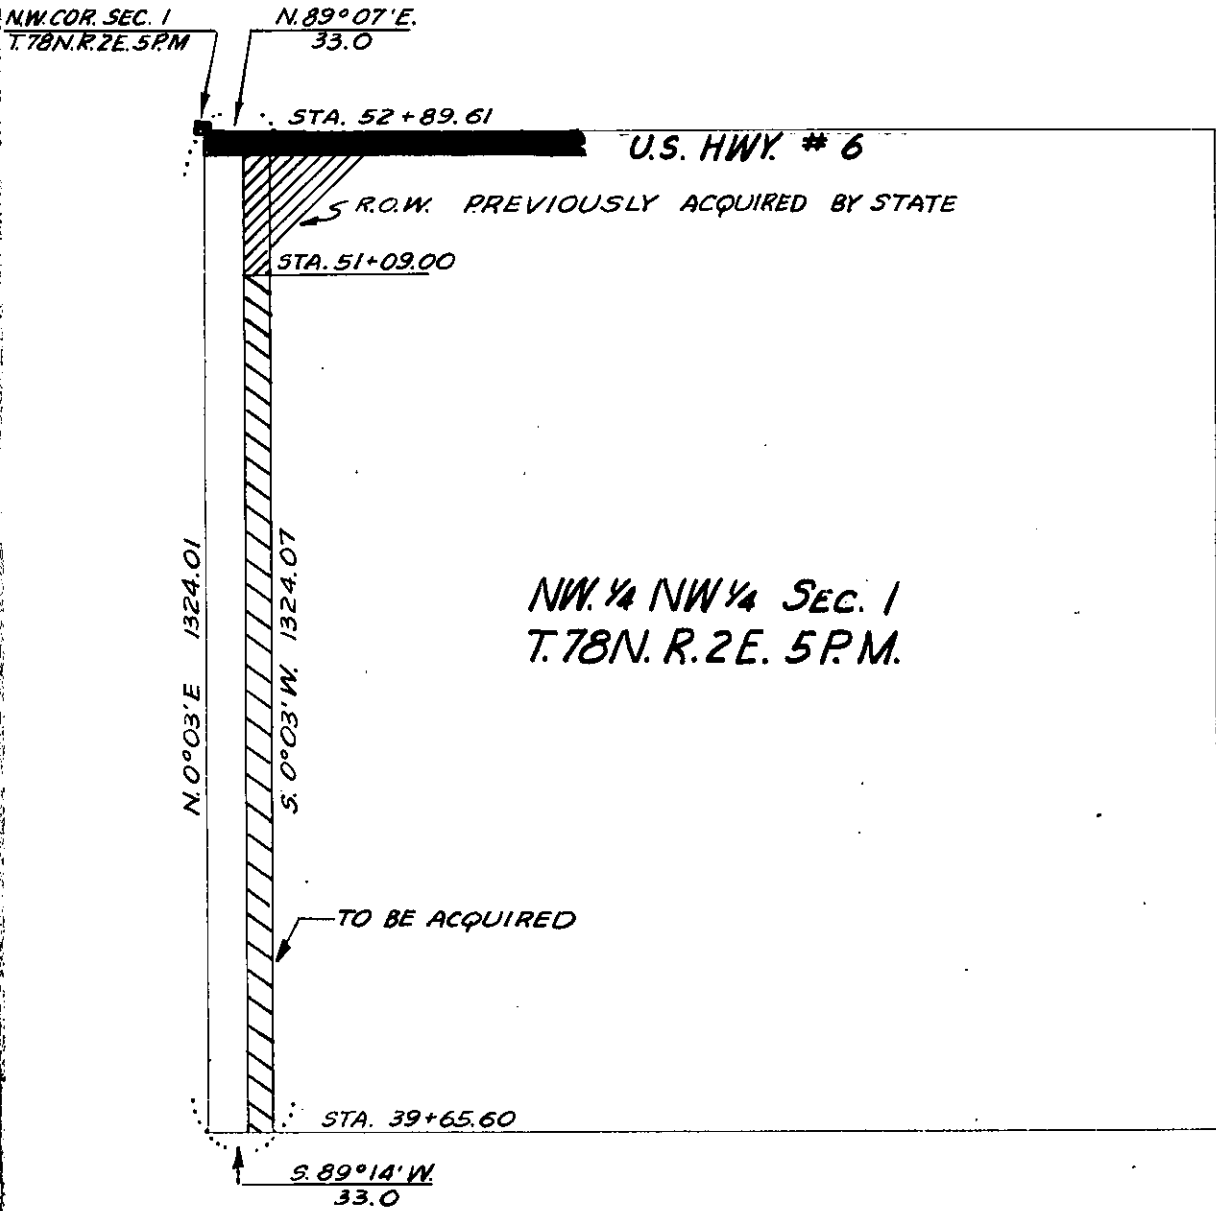 N.W. COR. SEC. 1
T.78N.R.2E.5P.M
N.89°07'E.
33.0
STA. 52+89.61
U.S. HWY. # 6
R.O.W. PREVIOUSLY ACQUIRED BY STATE
STA. 51+09.00
N.0°03'E 1324.01
S. 0°03'W. 1324.07
NW. 1/4 NW 1/4 SEC. 1
T.78N. R.2E. 5P.M.
TO BE ACQUIRED
STA. 39+65.60
S. 89°14'W.
33.0